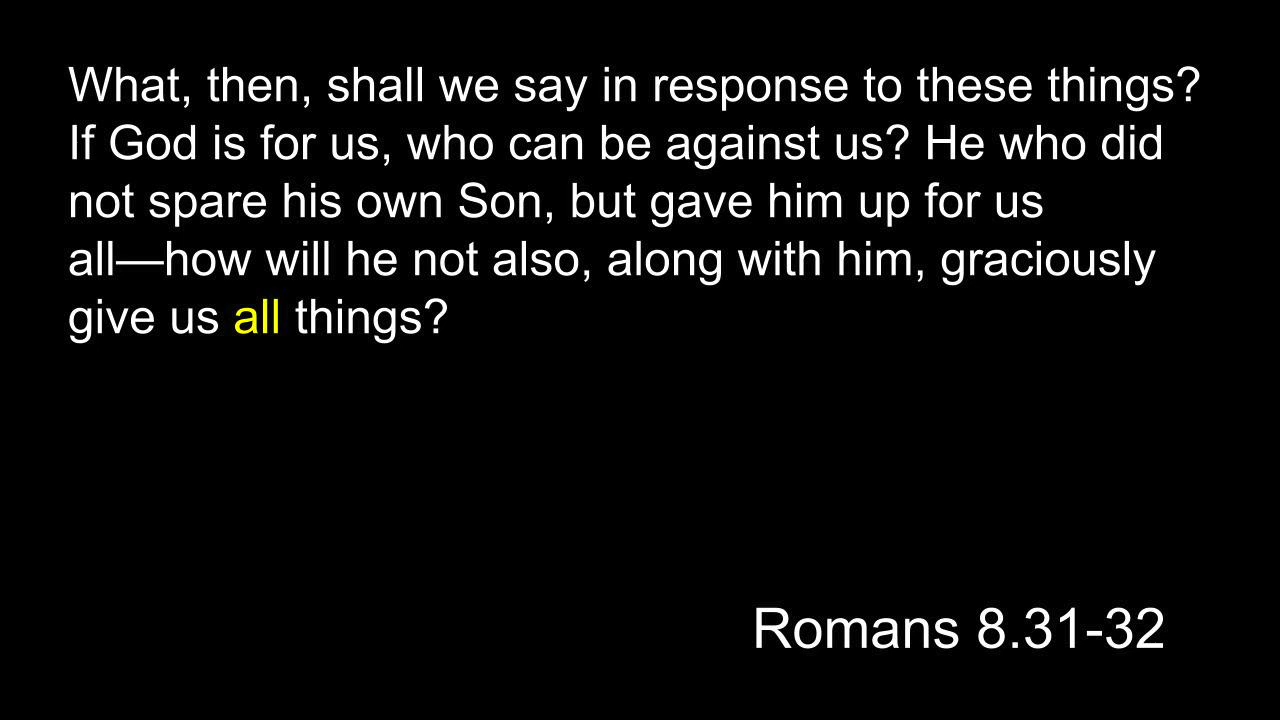 What, then, shall we say in response to these things?
If God is for us, who can be against us? He who did
not spare his own Son, but gave him up for us
all—how will he not also, along with him, graciously
give us all things?
Romans 8.31-32